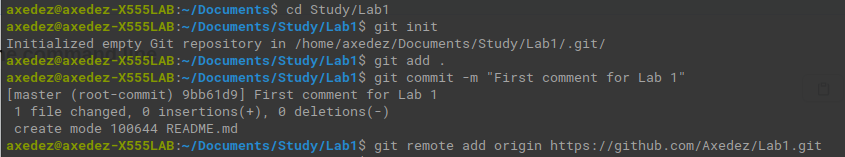 axedez@axedez-X555LAB:~/Documents$ cd Study/Lab1
axedez@axedez-X555LAB:~/Documents/Study/Lab1$ git init
Initialized empty Git repository in /home/axedez/Documents/Study/Lab1/.git/
axedez@axedez-X555LAB:~/Documents/Study/Lab1$ git add .
axedez@axedez-X555LAB:~/Documents/Study/Lab1$ git commit -m "First comment for Lab 1"
[master (root-commit) 9bb61d9] First comment for Lab 1
 1 file changed, 0 insertions(+), 0 deletions(-)
 create mode 100644 README.md
axedez@axedez-X555LAB:~/Documents/Study/Lab1$ git remote add origin https://github.com/Axedez/Lab1.git